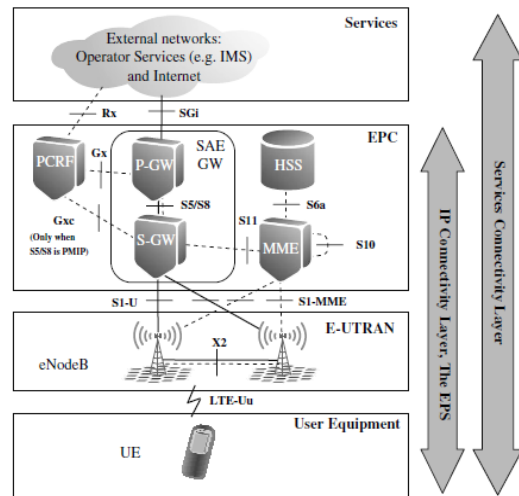 Services
External networks:
Operator Services (e.g. IMS)
and Internet
Rx
SGi
EPC
SAE
GW
PCRF
Gx
P-GW
HSS
S5/S8
S6a
Gxc
(Only when
S5/S8 is PMIP)
S-GW
S11
MME
S10
S1-U
S1-MME
E-UTRAN
X2
eNodeB
LTE-Uu
User Equipment
UE
IP Connectivity Layer, The EPS
Services Connectivity Layer